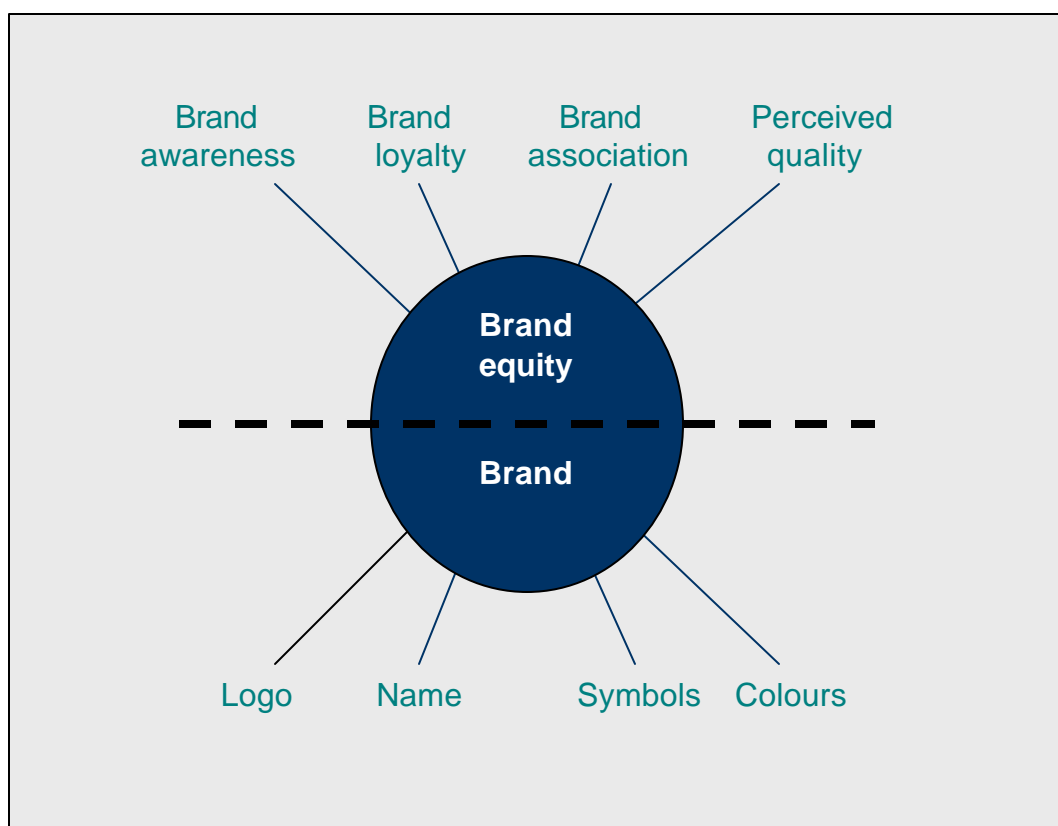 Brand
awareness
Brand
loyalty
Brand
association
Perceived
quality
Brand
equity
Brand
Logo
Name
Symbols
Colours